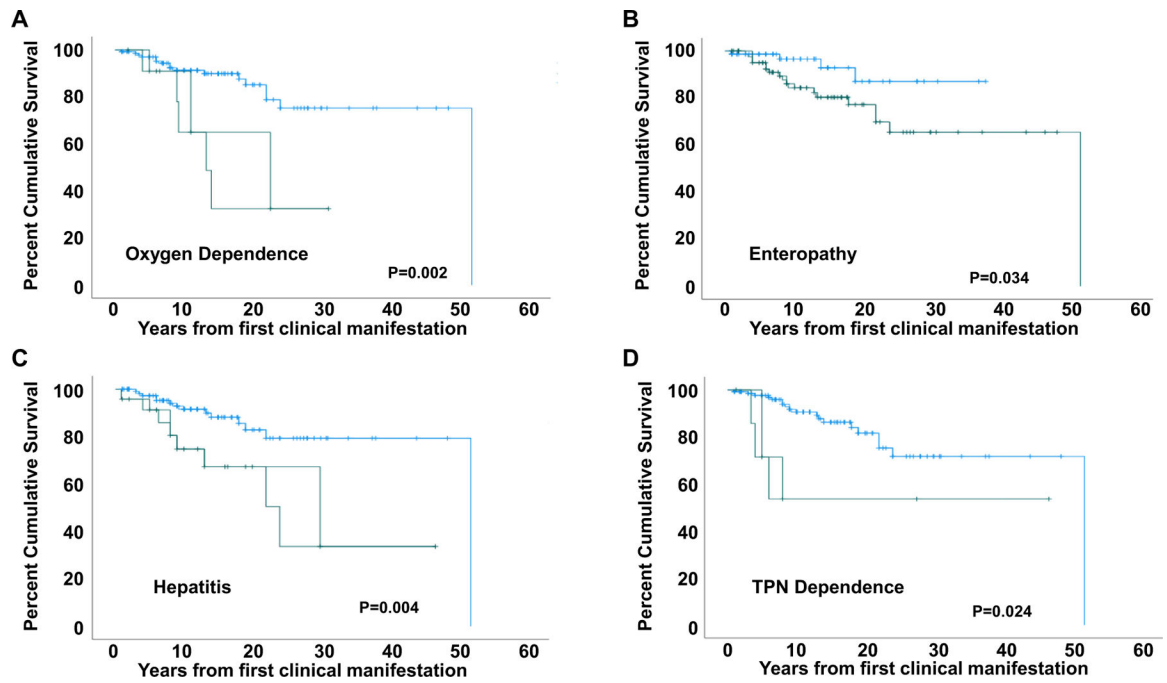 A
Percent Cumulative Survival
100
80
60
40
20
0
Oxygen Dependence
P=0.002
0 10 20 30 40 50 60
Years from first clinical manifestation
B
Percent Cumulative Survival
100
80
60
40
20
0
Enteropathy
P=0.034
0 10 20 30 40 50 60
Years from first clinical manifestation
C
Percent Cumulative Survival
100
80
60
40
20
0
Hepatitis
P=0.004
0 10 20 30 40 50 60
Years from first clinical manifestation
D
Percent Cumulative Survival
100
80
60
40
20
0
TPN Dependence
P=0.024
0 10 20 30 40 50 60
Years from first clinical manifestation